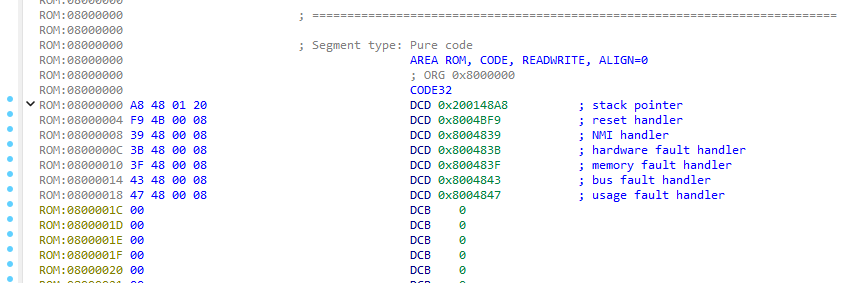 ROM:08000000
ROM:08000000 ; ===========================================================================
ROM:08000000
ROM:08000000 ; Segment type: Pure code
ROM:08000000 AREA ROM, CODE, READWRITE, ALIGN=0
ROM:08000000 ; ORG 0x8000000
ROM:08000000 CODE32
ROM:08000000 A8 48 01 20 DCD 0x200148A8 ; stack pointer
ROM:08000004 F9 4B 00 08 DCD 0x8004BF9 ; reset handler
ROM:08000008 39 48 00 08 DCD 0x8004839 ; NMI handler
ROM:0800000C 3B 48 00 08 DCD 0x800483B ; hardware fault handler
ROM:08000010 3F 48 00 08 DCD 0x800483F ; memory fault handler
ROM:08000014 43 48 00 08 DCD 0x8004843 ; bus fault handler
ROM:08000018 47 48 00 08 DCD 0x8004847 ; usage fault handler
ROM:0800001C 00 DCB 0
ROM:0800001D 00 DCB 0
ROM:0800001E 00 DCB 0
ROM:0800001F 00 DCB 0
ROM:08000020 00 DCB 0